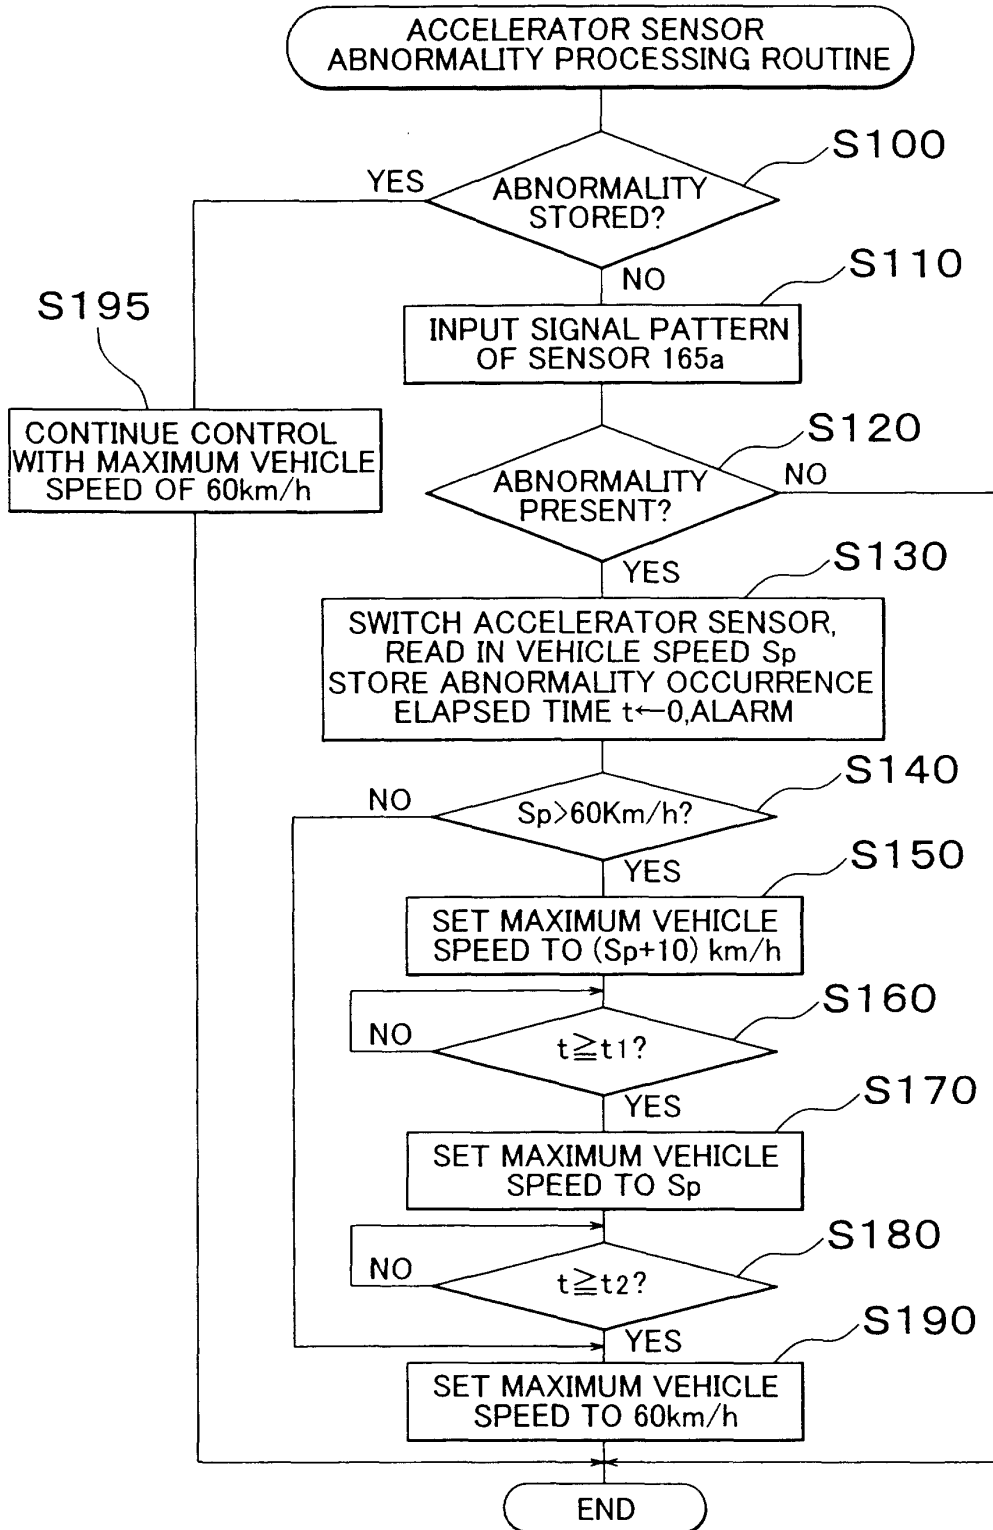 ACCELERATOR SENSOR
ABNORMALITY PROCESSING ROUTINE
S100
YES
ABNORMALITY
STORED?
NO
S110
S195
INPUT SIGNAL PATTERN
OF SENSOR 165a
CONTINUE CONTROL
WITH MAXIMUM VEHICLE
SPEED OF 60km/h
S120
NO
ABNORMALITY
PRESENT?
YES
S130
SWITCH ACCELERATOR SENSOR,
READ IN VEHICLE SPEED Sp
STORE ABNORMALITY OCCURRENCE
ELAPSED TIME t←0,ALARM
S140
NO
Sp>60Km/h?
YES
S150
SET MAXIMUM VEHICLE
SPEED TO (Sp+10) km/h
S160
NO
t≧t1?
YES
S170
SET MAXIMUM VEHICLE
SPEED TO Sp
S180
NO
t≧t2?
YES
S190
SET MAXIMUM VEHICLE
SPEED TO 60km/h
END